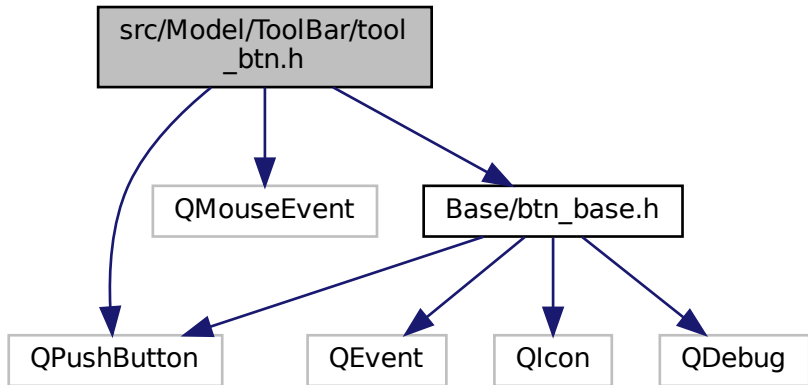 src/Model/ToolBar/tool
_btn.h
QMouseEvent
Base/btn_base.h
QPushButton
QEvent
QIcon
QDebug